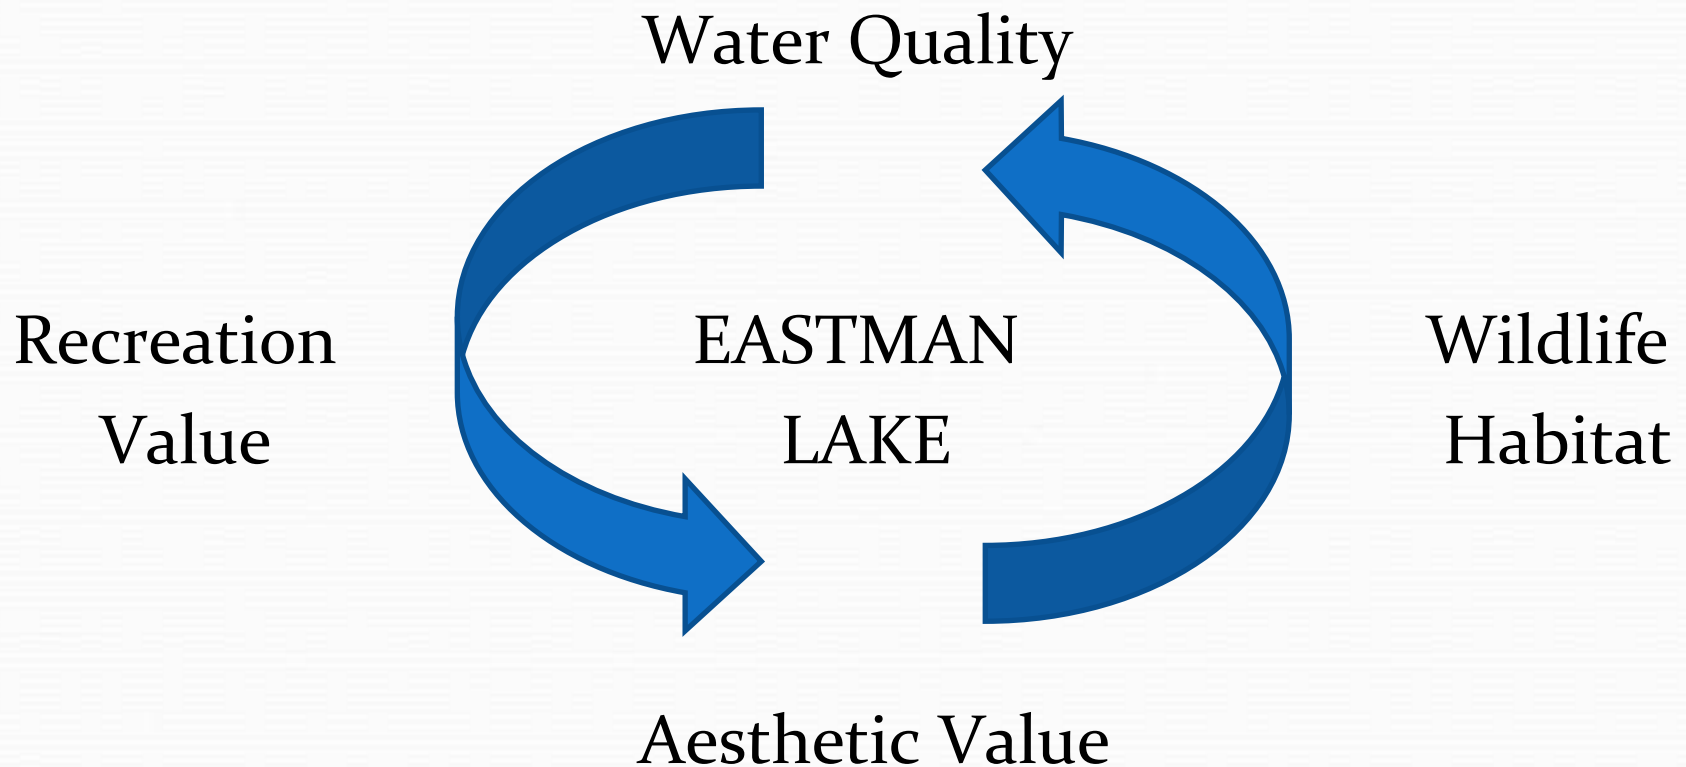 Water Quality
Recreation EASTMAN Wildlife
Value LAKE Habitat
Aesthetic Value